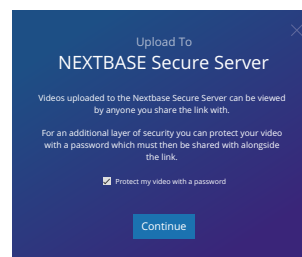 Upload To
NEXTBASE Secure Server
Videos uploaded to the Nextbase Secure Server can be viewed
by anyone you share the link with.
For an additional layer of security you can protect your video
with a password which must then be shared with alongside
the link.
Protect my video with a password
Continue